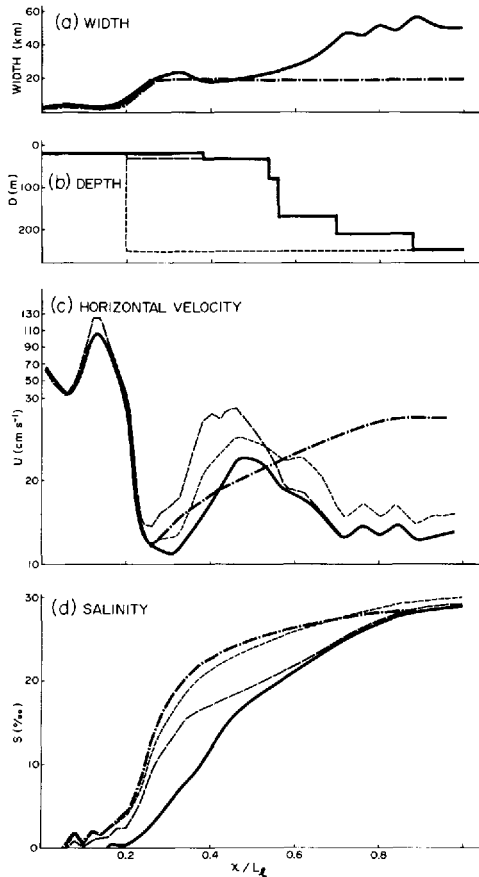 (a) WIDTH
WIDTH (km)
60
40
20
(b) DEPTH
D (m)
0
100
200
(c) HORIZONTAL VELOCITY
U (cm s⁻¹)
130
110
90
70
50
30
20
10
(d) SALINITY
S (°/∞)
30
20
10
0
0.2
0.4
0.6
0.8
x/Lℓ